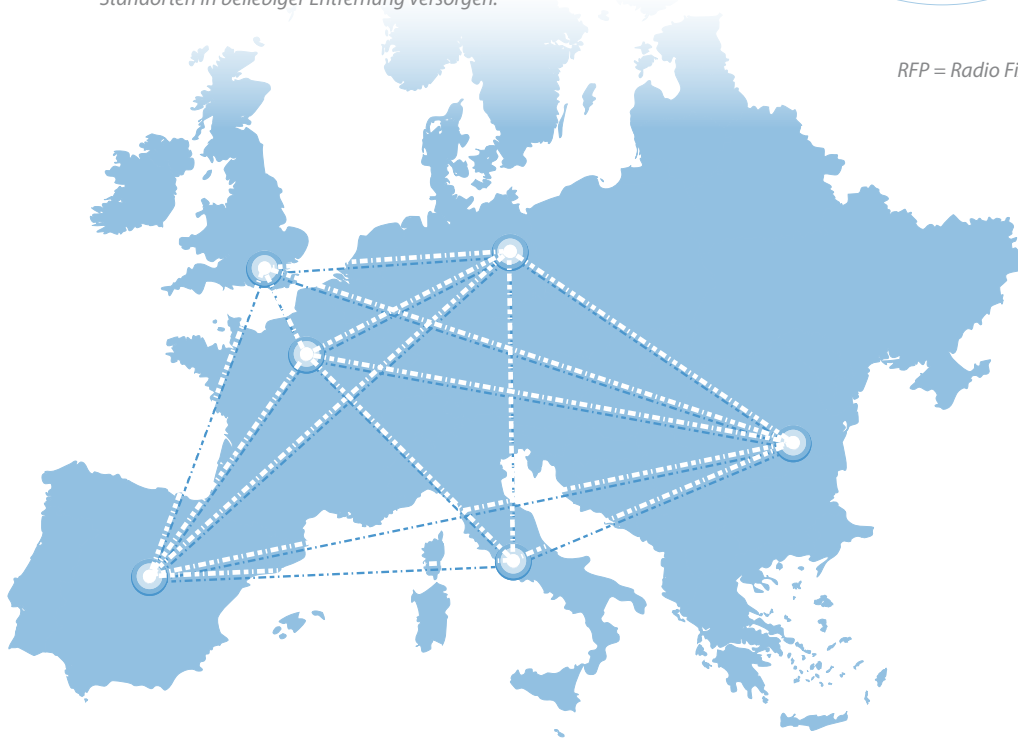 Standorten in beliebiger Entfernung versorgen.
RFP = Radio Fi